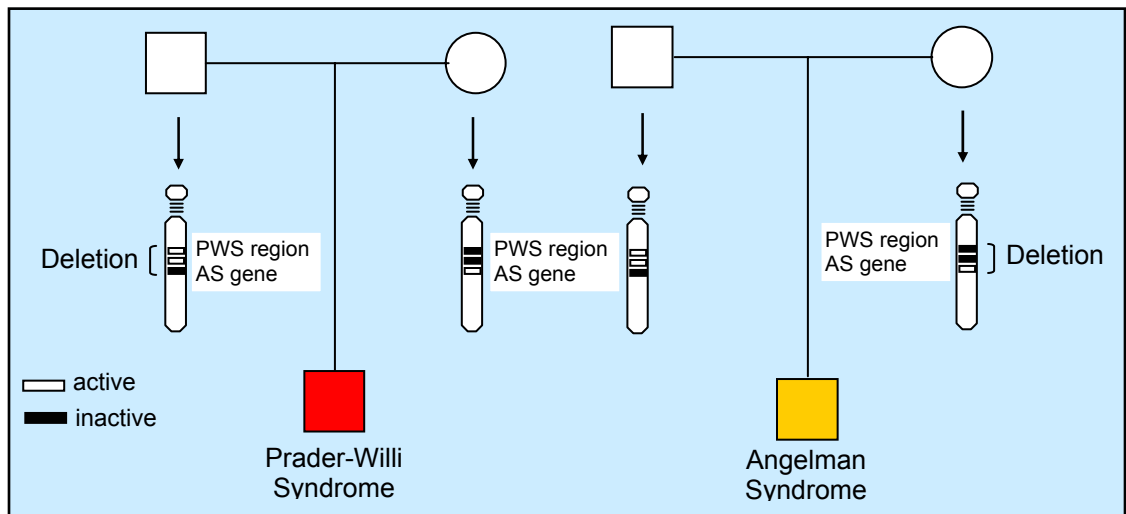 Deletion
PWS region
AS gene
PWS region
AS gene
PWS region
AS gene
Deletion
active
inactive
Prader-Willi
Syndrome
Angelman
Syndrome